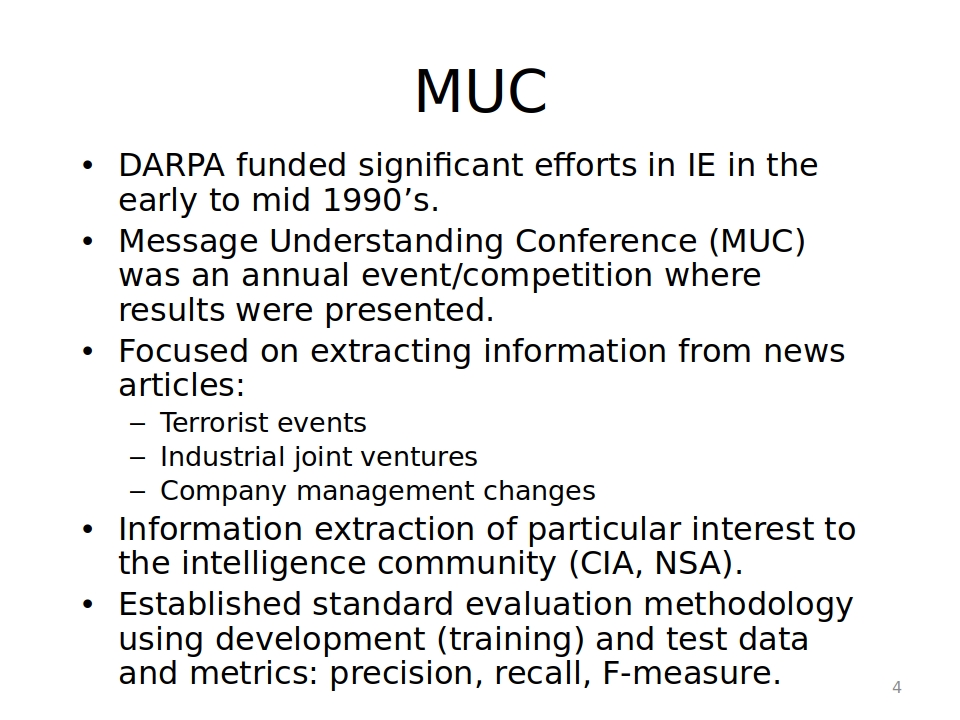 MUC
• DARPA funded significant efforts in IE in the
early to mid 1990’s.
• Message Understanding Conference (MUC)
was an annual event/competition where
results were presented.
• Focused on extracting information from news
articles:
– Terrorist events
– Industrial joint ventures
– Company management changes
• Information extraction of particular interest to
the intelligence community (CIA, NSA).
• Established standard evaluation methodology
using development (training) and test data
and metrics: precision, recall, F-measure.
4